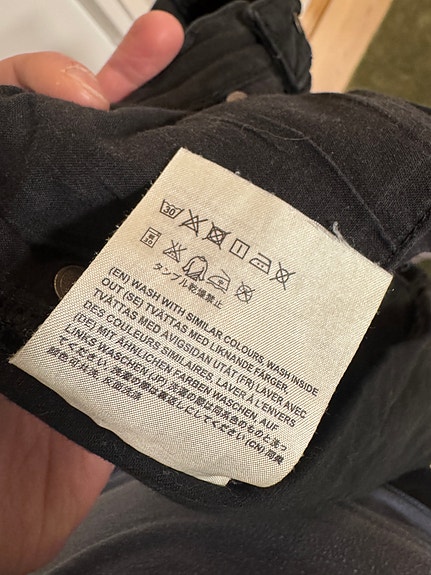 30
タンブル乾燥禁止
(EN) WASH WITH SIMILAR COLOURS, WASH INSIDE
OUT (SE) TVÄTTAS MED LIKNANDE FÄRGER,
TVÄTTAS MED AVIGSIDAN UTÅT (FR) LAVER AVEC
DES COULEURS SIMILAIRES, LAVER À L'ENVERS
(DE) MIT ÄHNLICHEN FARBEN WASCHEN, AUF
LINKS WASCHEN (JP) 洗濯の際は同系色のものと洗っ
てください、洗濯の際は裏返しにしてください (CN) 同類
颜色可共洗, 反面洗涤